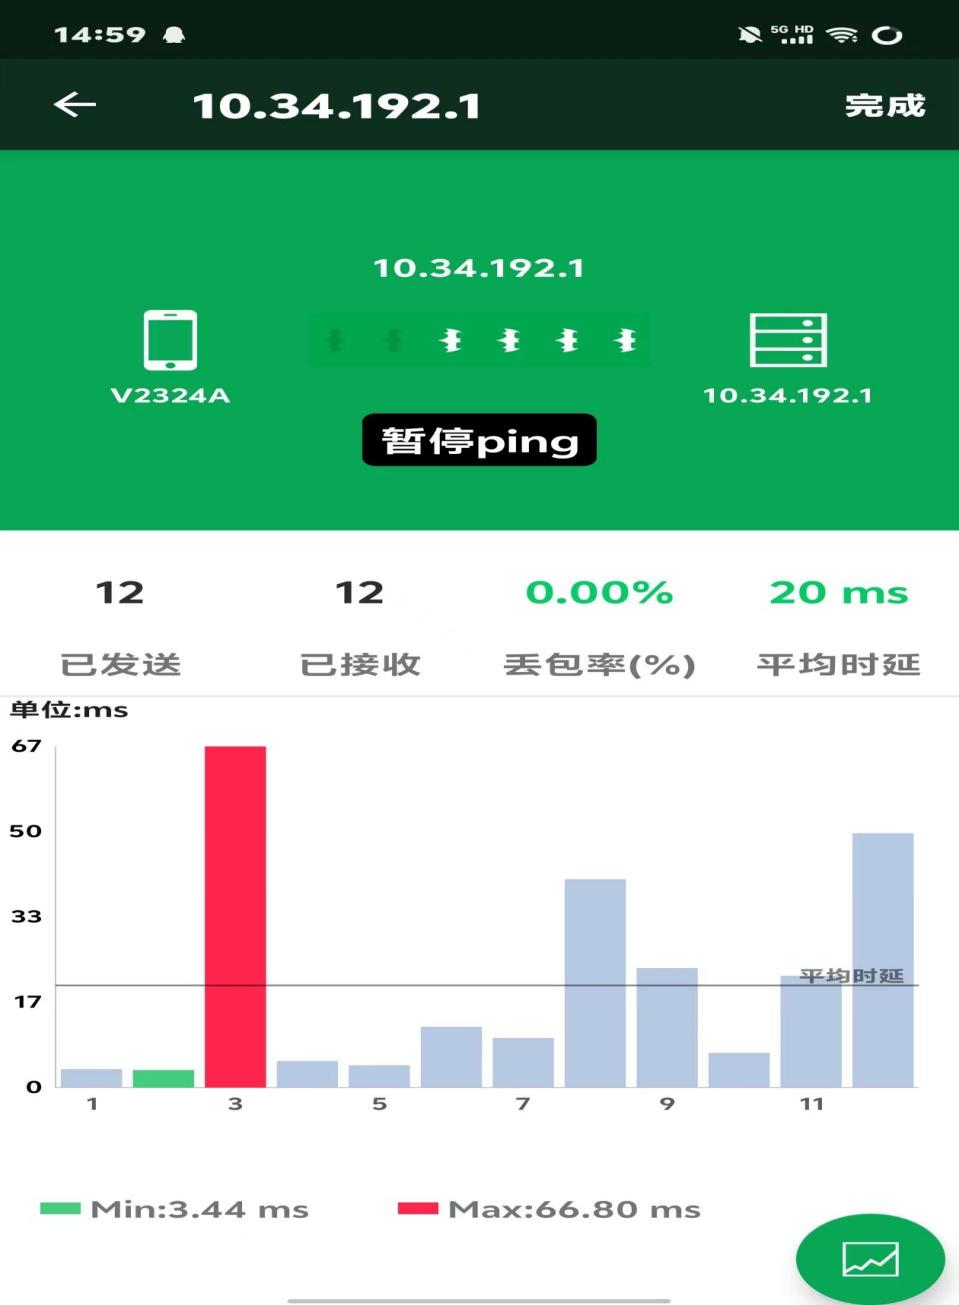 14:59 5G HD
10.34.192.1 完成
10.34.192.1
V2324A 10.34.192.1
暂停ping
12 12 0.00% 20 ms
已发送 已接收 丢包率(%) 平均时延
单位:ms
67
50
33
平均时延
17
0
1 3 5 7 9 11
Min:3.44 ms Max:66.80 ms